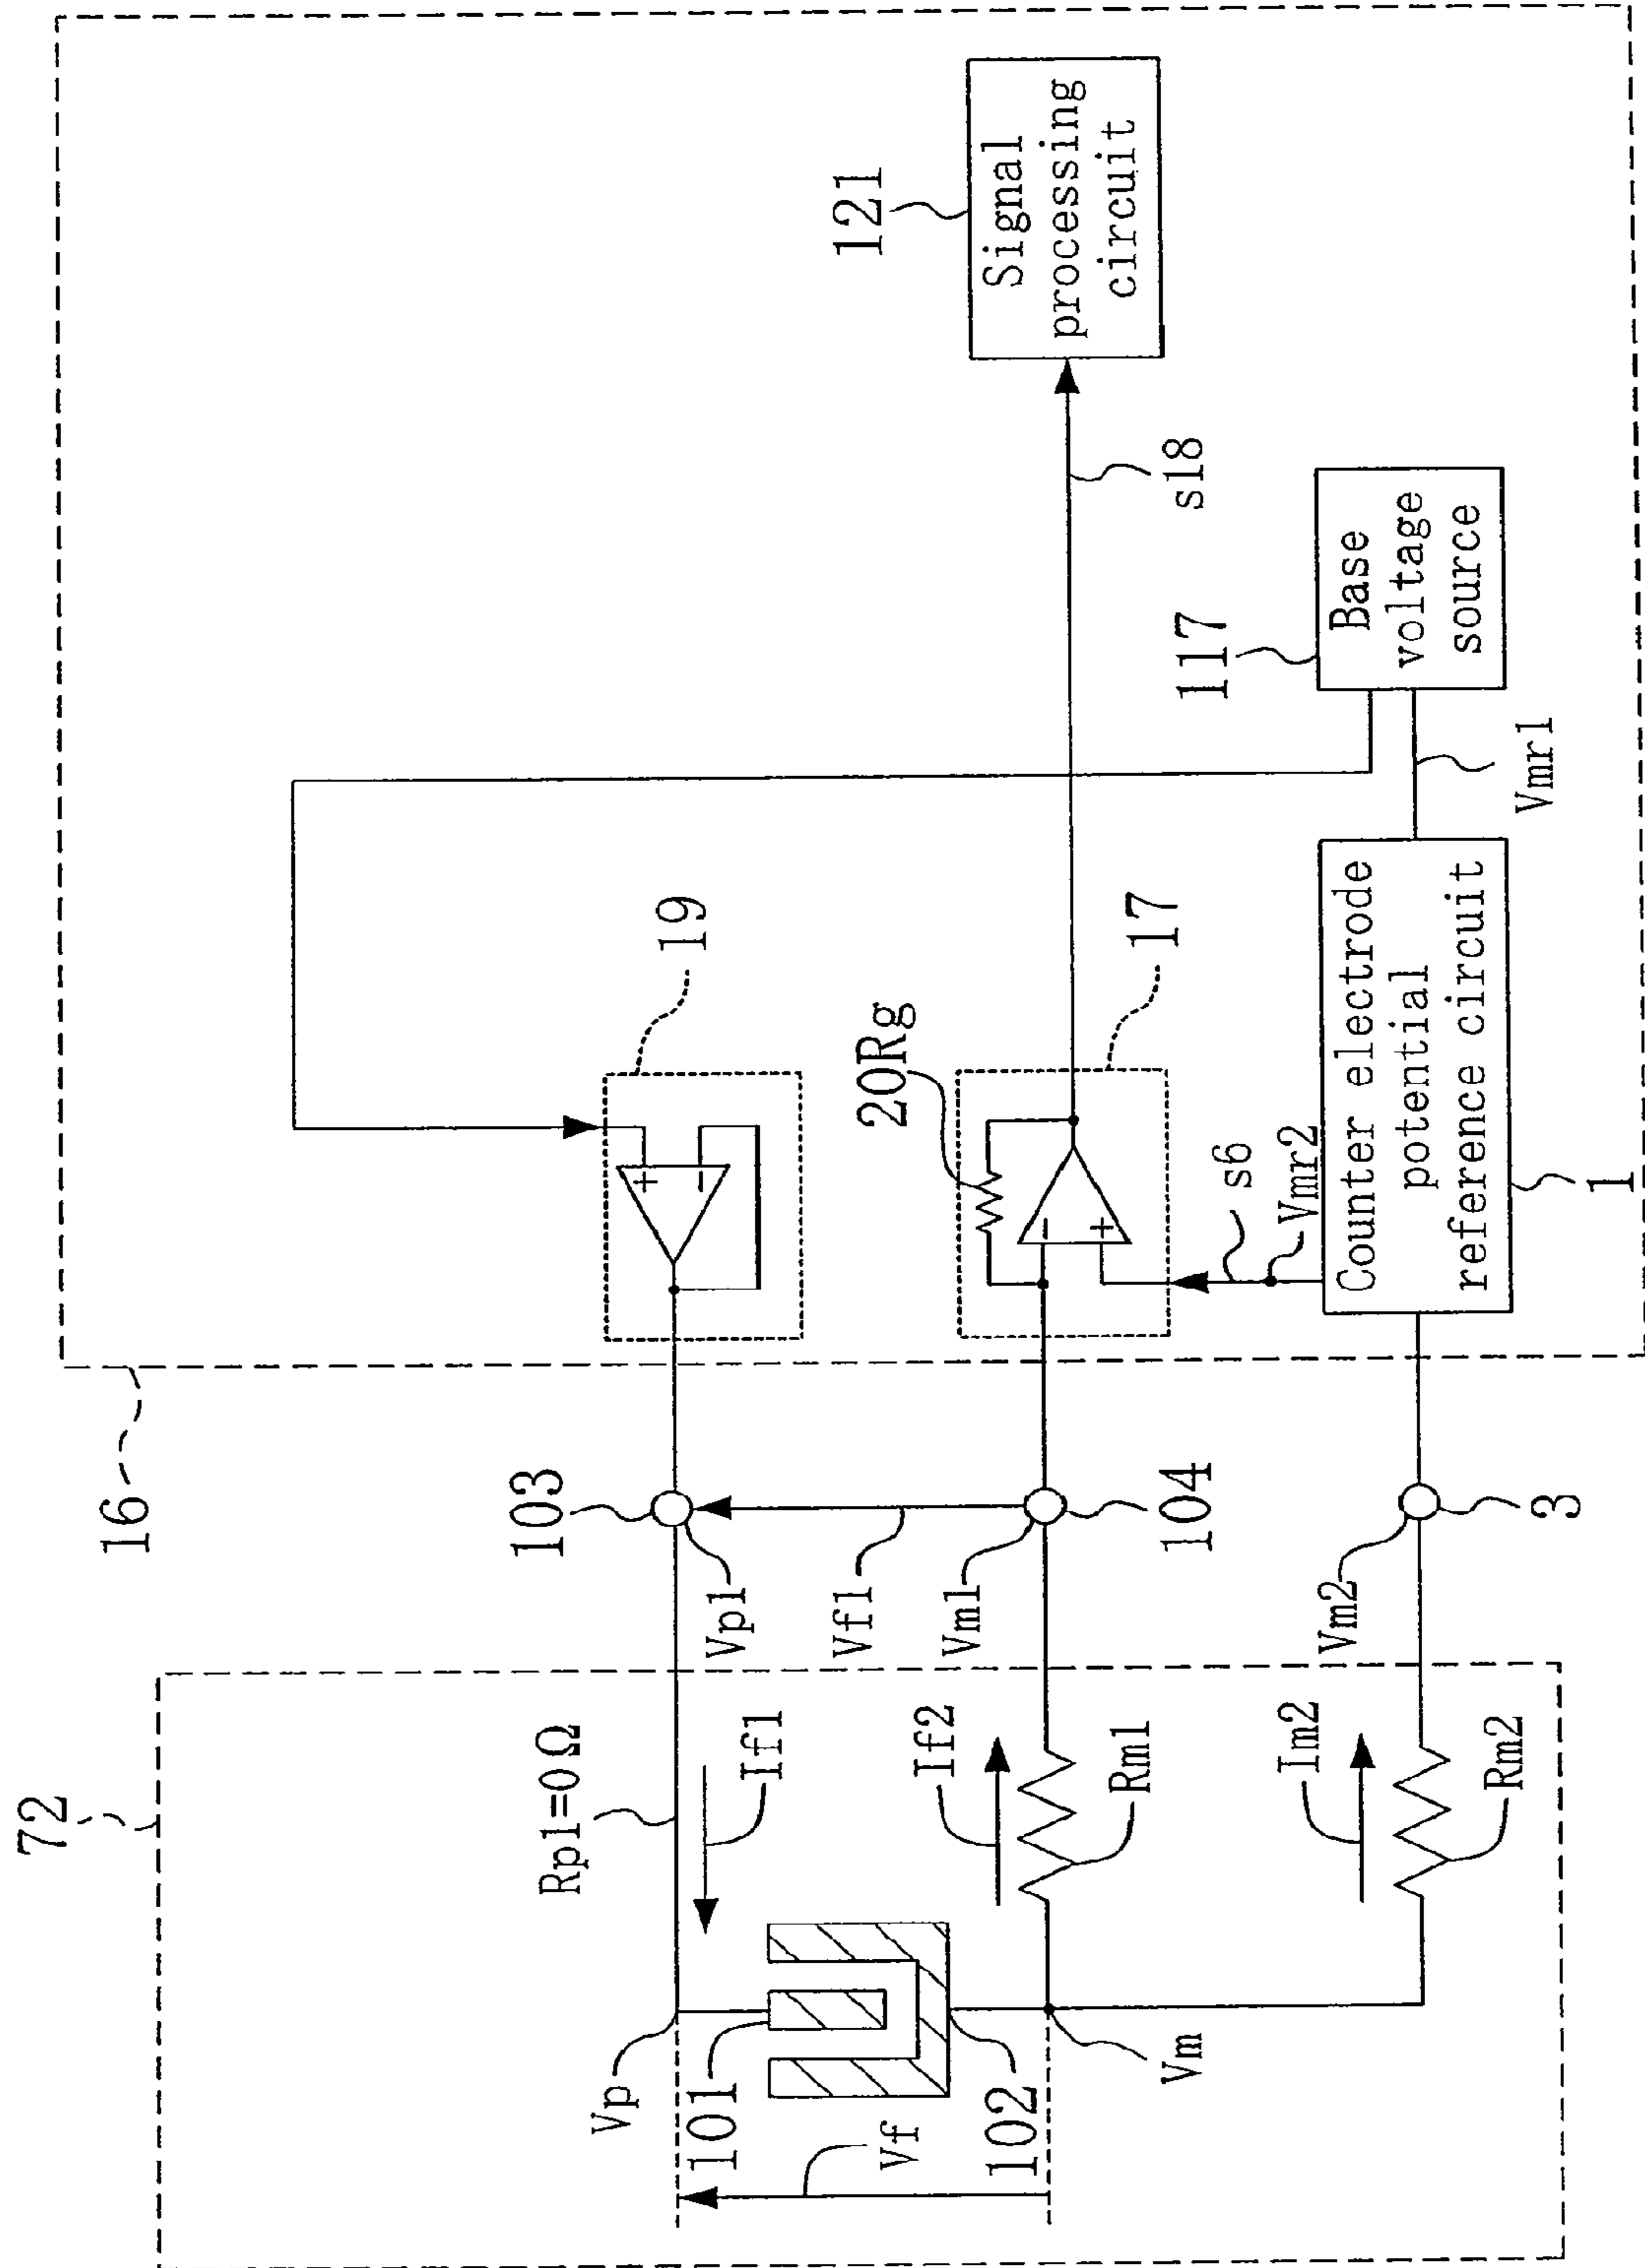 72
16
Rp1=0Ω
If1
Vp
101
Vf
102
Vm
If2
Rm1
Im2
Rm2
103
Vp1
Vf1
Vm1
104
Vm2
3
19
20Rg
17
s6
Vmr2
Counter electrode
potential
reference circuit
1
Vmr1
117
Base
voltage
source
s18
121
Signal
processing
circuit
+
−
−
+